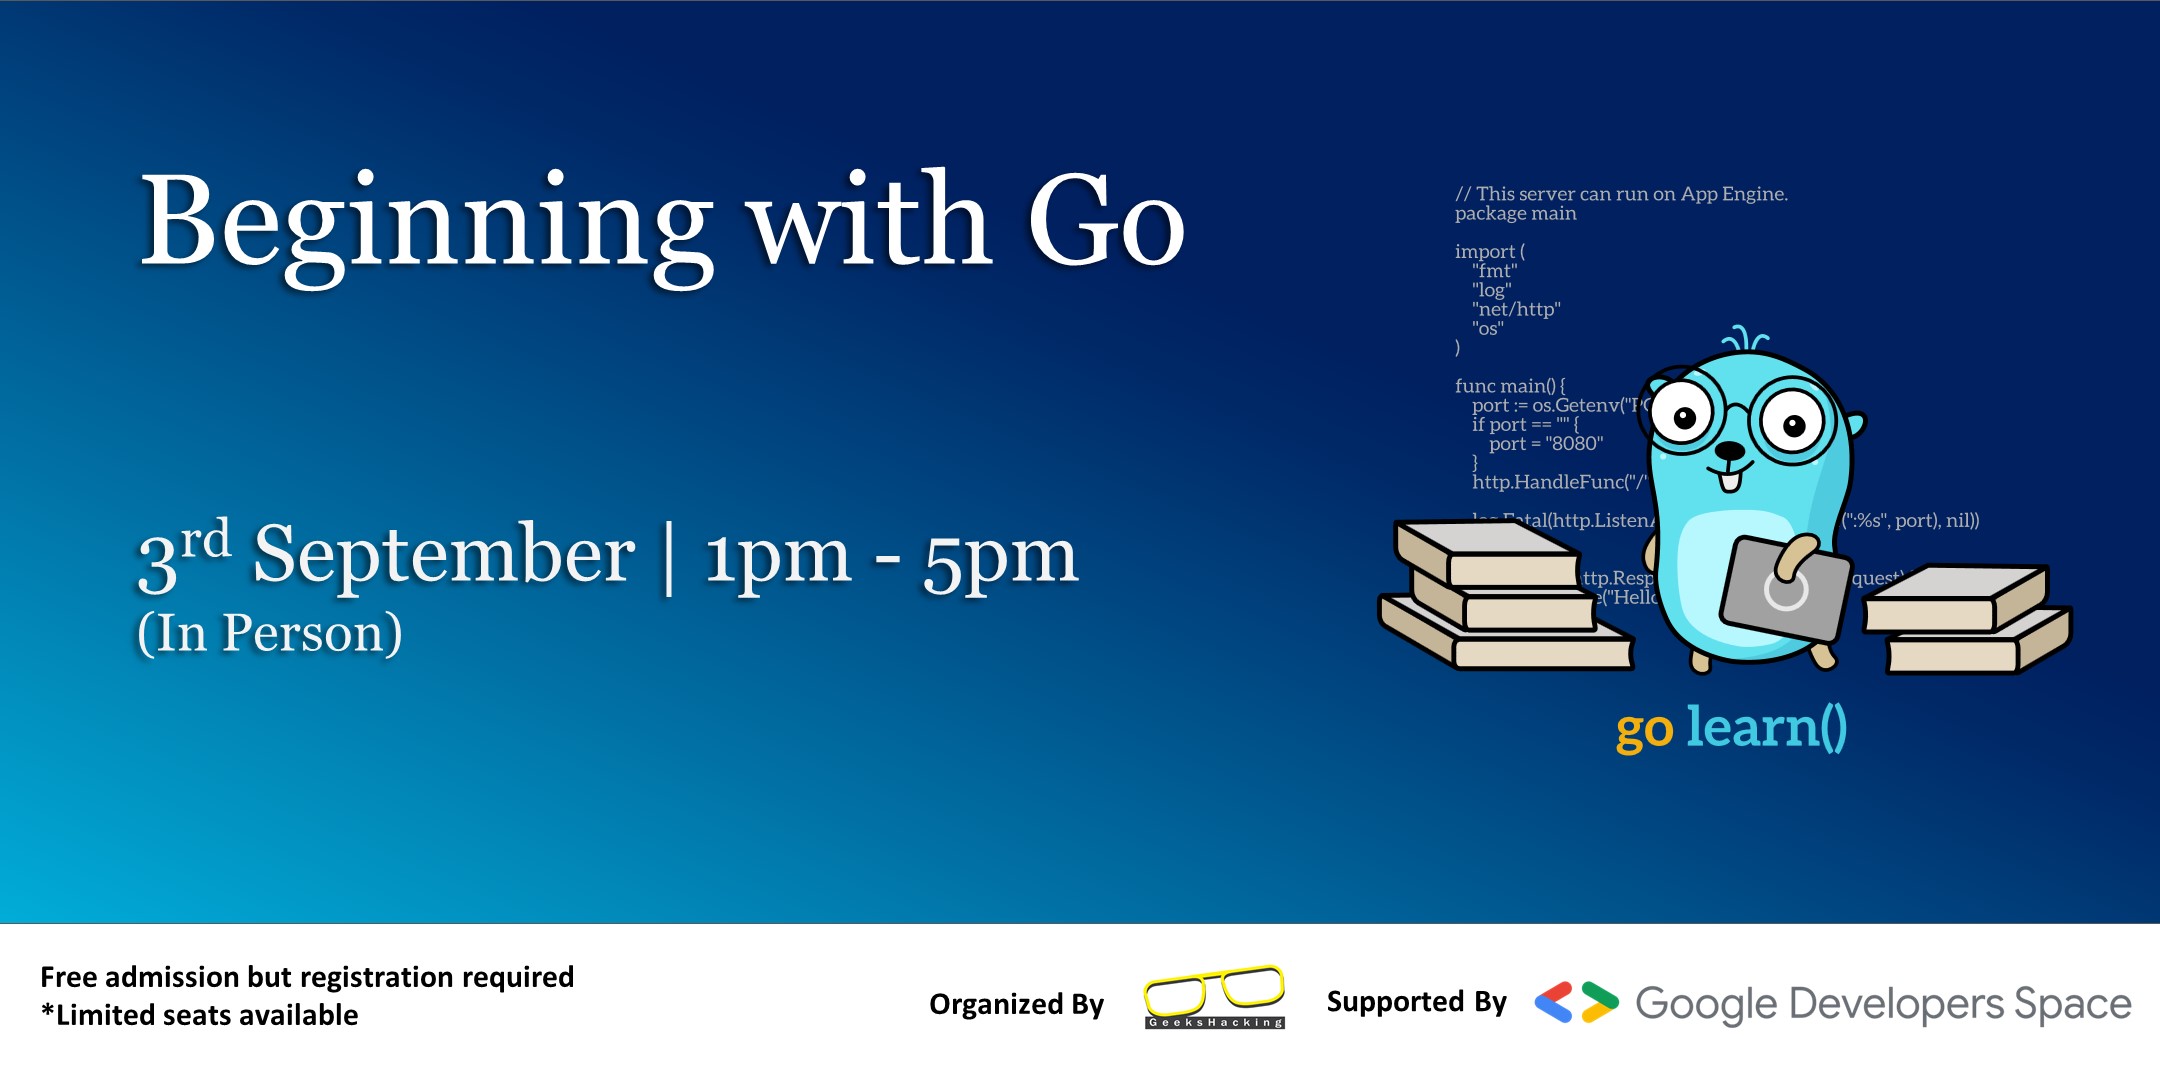 Beginning with Go
3rd September | 1pm - 5pm
(In Person)
// This server can run on App Engine.
package main
import (
"fmt"
"log"
"net/http"
"os"
)
func main() {
port := os.Getenv("
if port == "" {
port = "8080"
}
http.HandleFunc("/"
(http.Listen (":%s", port), nil))
go learn()
Free admission but registration required
*Limited seats available
Organized By
GeeksHacking
Supported By
Google Developers Space